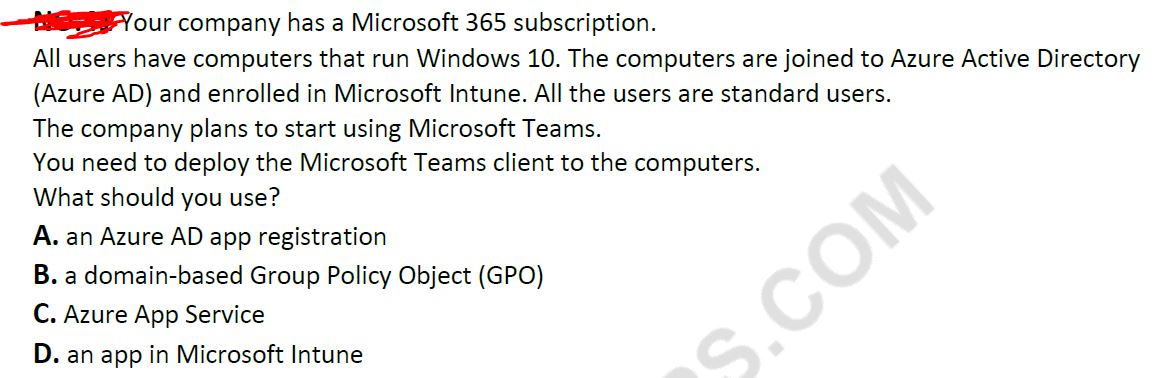 Your company has a Microsoft 365 subscription.
All users have computers that run Windows 10. The computers are joined to Azure Active Directory
(Azure AD) and enrolled in Microsoft Intune. All the users are standard users.
The company plans to start using Microsoft Teams.
You need to deploy the Microsoft Teams client to the computers.
What should you use?
A. an Azure AD app registration
B. a domain-based Group Policy Object (GPO)
C. Azure App Service
D. an app in Microsoft Intune
S.COM